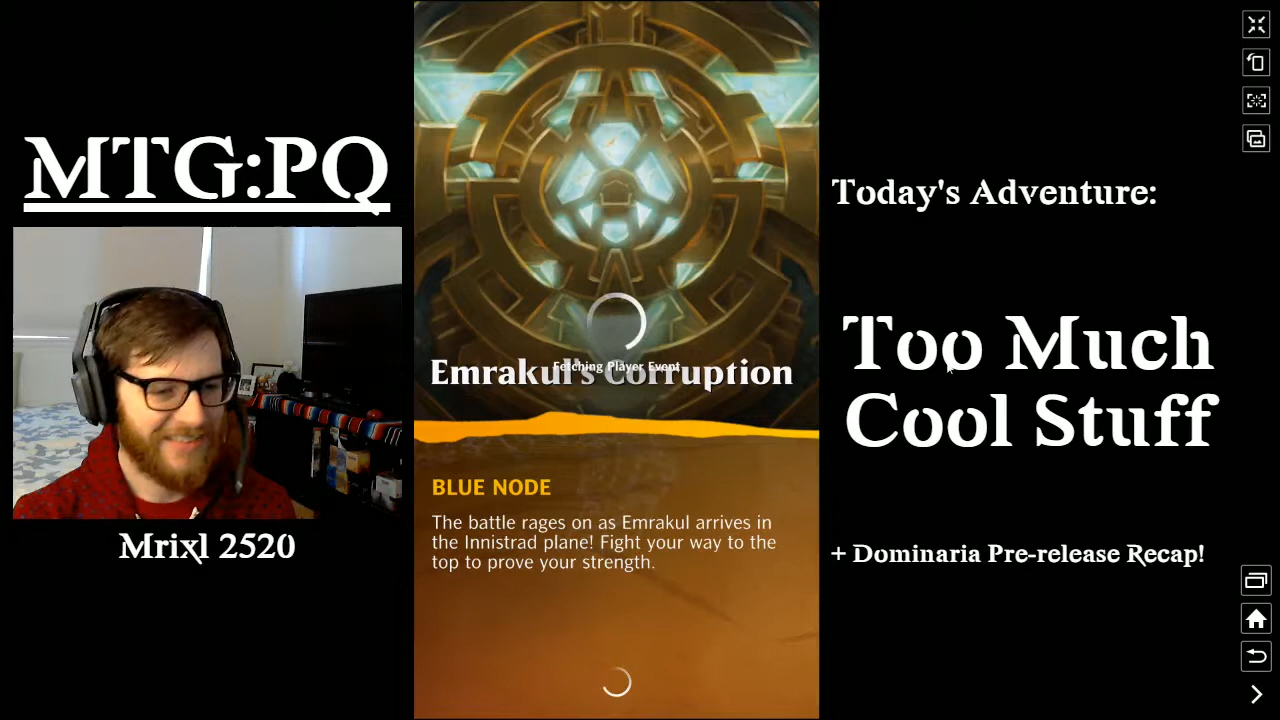 MTG:PQ
Mrixl 2520
Fetching Player Event
Emrakul's Corruption
BLUE NODE
The battle rages on as Emrakul arrives in
the Innistrad plane! Fight your way to the
top to prove your strength.
Today's Adventure:
Too Much
Cool Stuff
+ Dominaria Pre-release Recap!